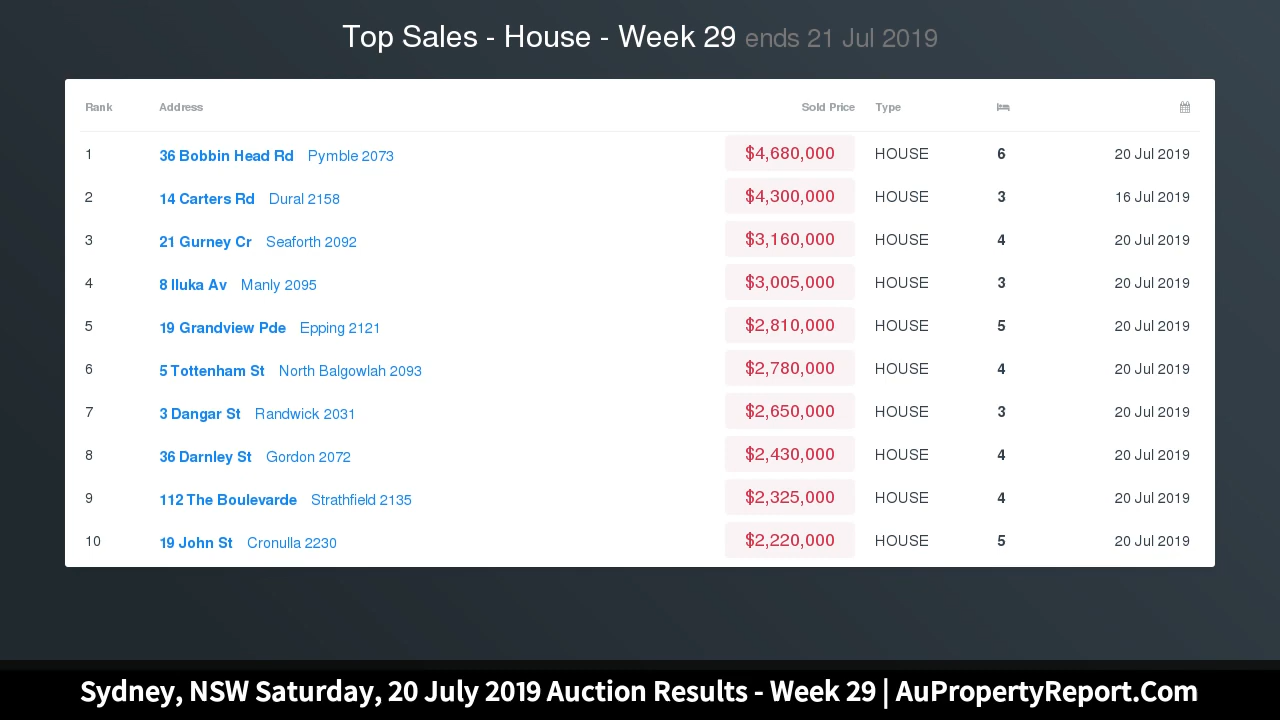 Top Sales - House - Week 29 ends 21 Jul 2019
Rank Address Sold Price Type
1 36 Bobbin Head Rd Pymble 2073 $4,680,000 HOUSE 6 20 Jul 2019
2 14 Carters Rd Dural 2158 $4,300,000 HOUSE 3 16 Jul 2019
3 21 Gurney Cr Seaforth 2092 $3,160,000 HOUSE 4 20 Jul 2019
4 8 Iluka Av Manly 2095 $3,005,000 HOUSE 3 20 Jul 2019
5 19 Grandview Pde Epping 2121 $2,810,000 HOUSE 5 20 Jul 2019
6 5 Tottenham St North Balgowlah 2093 $2,780,000 HOUSE 4 20 Jul 2019
7 3 Dangar St Randwick 2031 $2,650,000 HOUSE 3 20 Jul 2019
8 36 Darnley St Gordon 2072 $2,430,000 HOUSE 4 20 Jul 2019
9 112 The Boulevarde Strathfield 2135 $2,325,000 HOUSE 4 20 Jul 2019
10 19 John St Cronulla 2230 $2,220,000 HOUSE 5 20 Jul 2019
Sydney, NSW Saturday, 20 July 2019 Auction Results - Week 29 | AuPropertyReport.Com